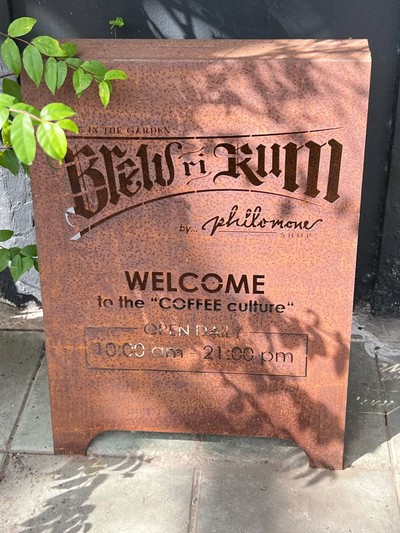 IN THE GARDEN
Brew ri Rum
by... philomone
SHOP
WELCOME
to the "COFFEE culture"
OPEN DAILY
10:00 am - 21:00 pm